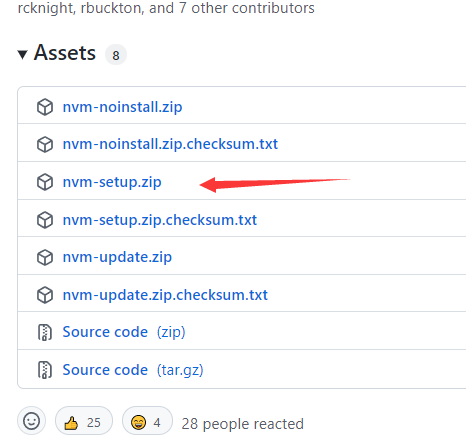 rcknight, rbuckton, and 7 other contributors
Assets 8
nvm-noinstall.zip
nvm-noinstall.zip.checksum.txt
nvm-setup.zip
nvm-setup.zip.checksum.txt
nvm-update.zip
nvm-update.zip.checksum.txt
Source code (zip)
Source code (tar.gz)
25 4 28 people reacted